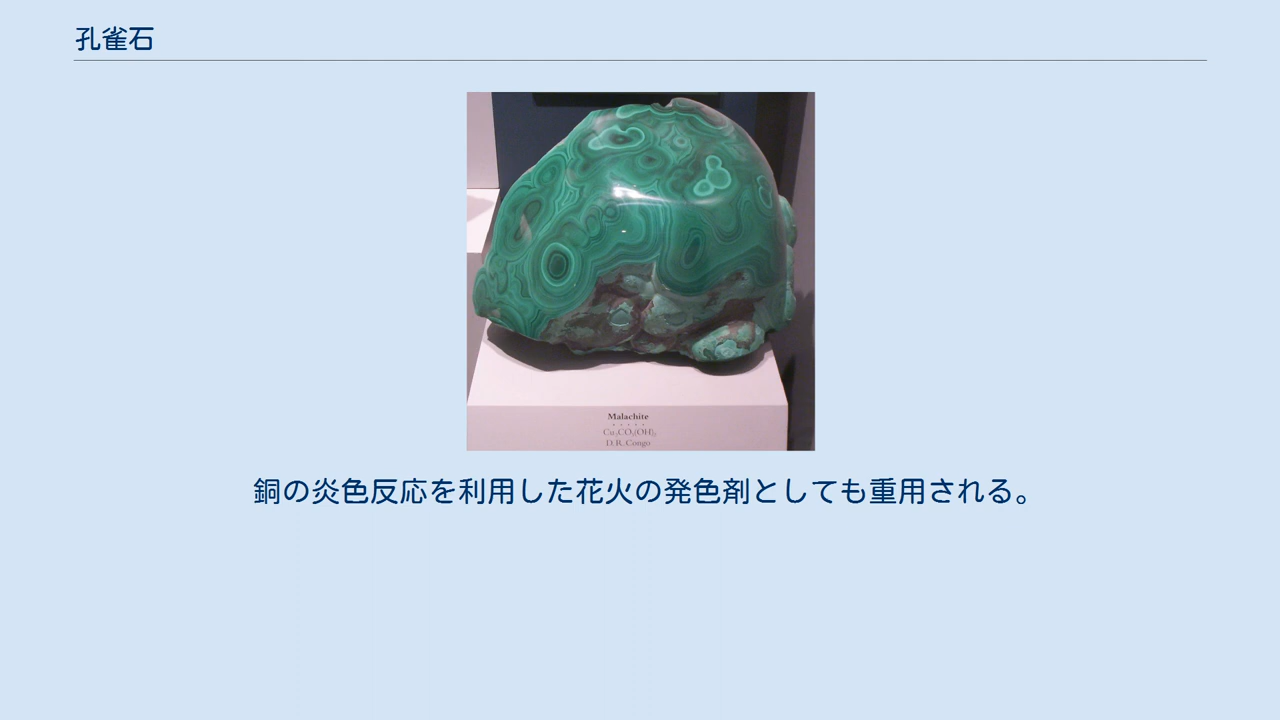 孔雀石
Malachite
Cu₂CO₃(OH)₂
D. R. Congo
銅の炎色反応を利用した花火の発色剤としても重用される。